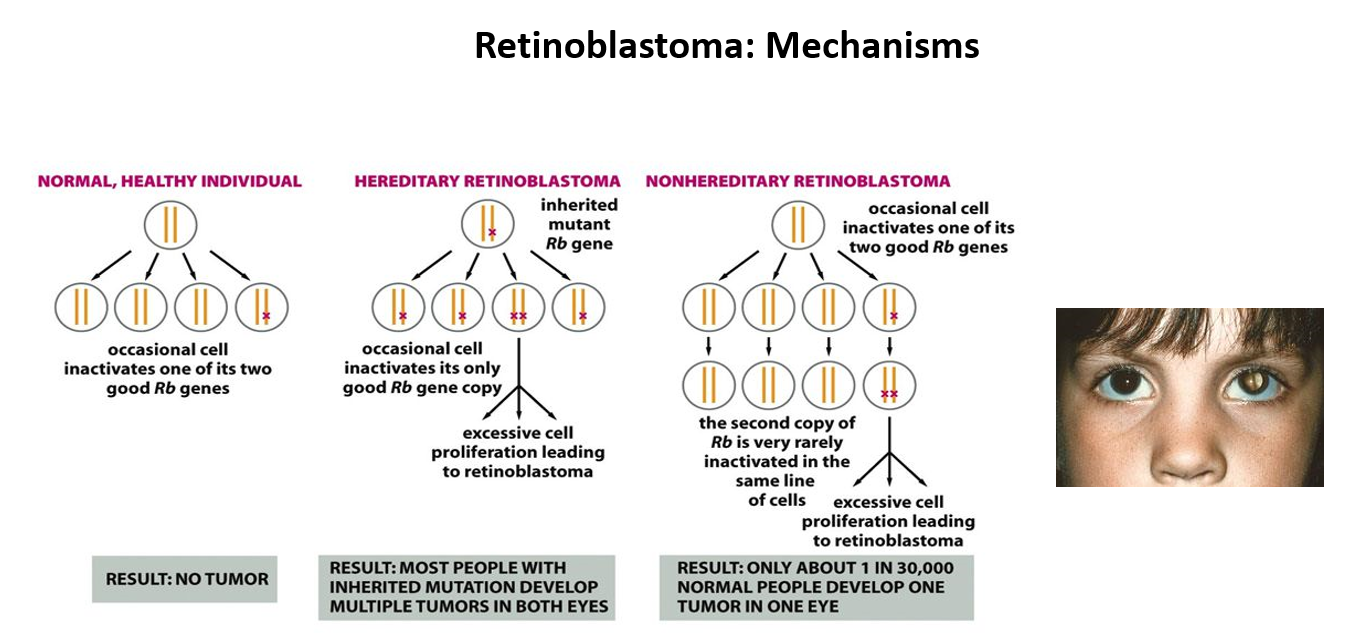 Retinoblastoma: Mechanisms
NORMAL, HEALTHY INDIVIDUAL
occasional cell
inactivates one of its two
good Rb genes
RESULT: NO TUMOR
HEREDITARY RETINOBLASTOMA
inherited
mutant
Rb gene
occasional cell
inactivates its only
good Rb gene copy
excessive cell
proliferation leading
to retinoblastoma
RESULT: MOST PEOPLE WITH
INHERITED MUTATION DEVELOP
MULTIPLE TUMORS IN BOTH EYES
NONHEREDITARY RETINOBLASTOMA
occasional cell
inactivates one of its
two good Rb genes
the second copy of
Rb is very rarely
inactivated in the
same line
of cells
excessive cell
proliferation leading
to retinoblastoma
RESULT: ONLY ABOUT 1 IN 30,000
NORMAL PEOPLE DEVELOP ONE
TUMOR IN ONE EYE